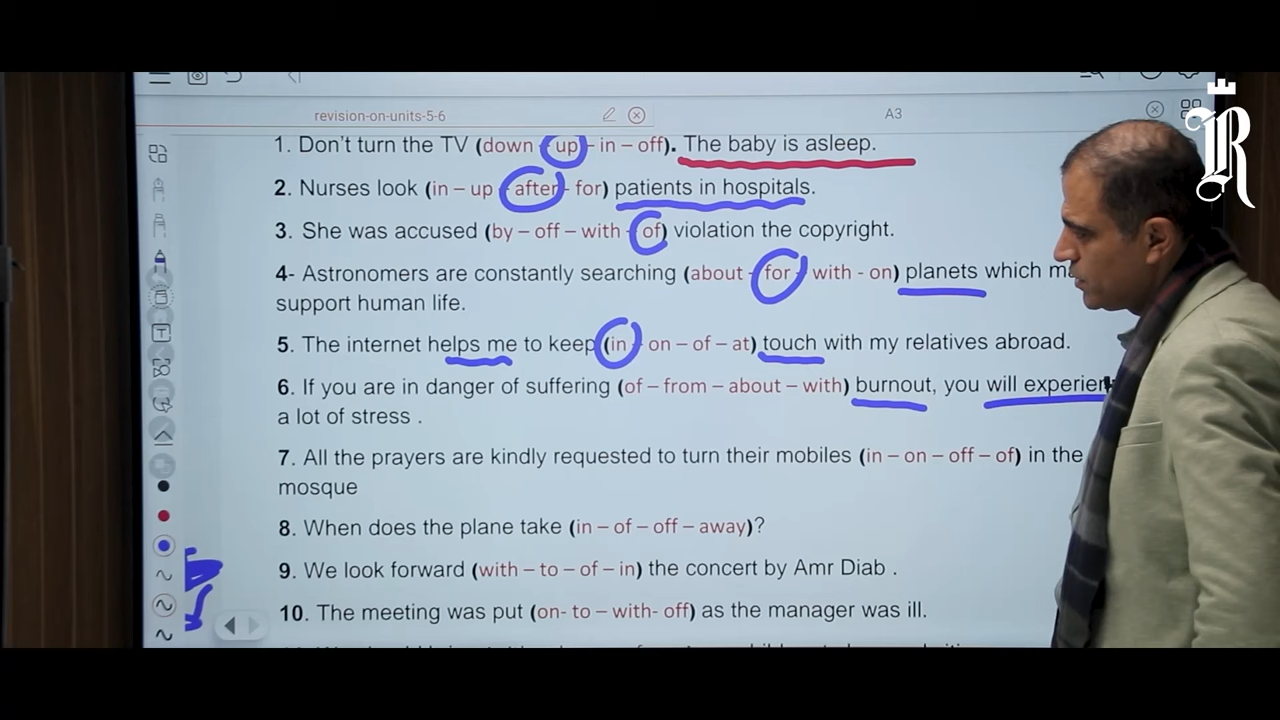 revision-on-units-5-6
A3
1. Don't turn the TV (down – up – in – off). The baby is asleep.
2. Nurses look (in – up – after – for) patients in hospitals.
3. She was accused (by – off – with – of) violation the copyright.
4- Astronomers are constantly searching (about - for - with - on) planets which
support human life.
5. The internet helps me to keep (in – on – of – at) touch with my relatives abroad.
6. If you are in danger of suffering (of – from – about – with) burnout, you will
a lot of stress .
7. All the prayers are kindly requested to turn their mobiles (in – on – off – of) in the
mosque
8. When does the plane take (in – of – off – away)?
9. We look forward (with – to – of – in) the concert by Amr Diab .
10. The meeting was put (on- to – with- off) as the manager was ill.
R